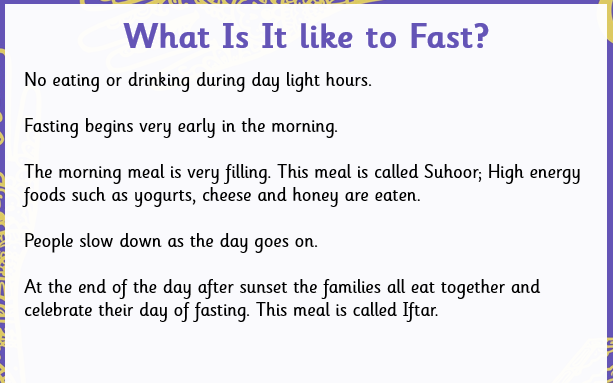 What Is It like to Fast?
No eating or drinking during day light hours.
Fasting begins very early in the morning.
The morning meal is very filling. This meal is called Suhoor; High energy
foods such as yogurts, cheese and honey are eaten.
People slow down as the day goes on.
At the end of the day after sunset the families all eat together and
celebrate their day of fasting. This meal is called Iftar.